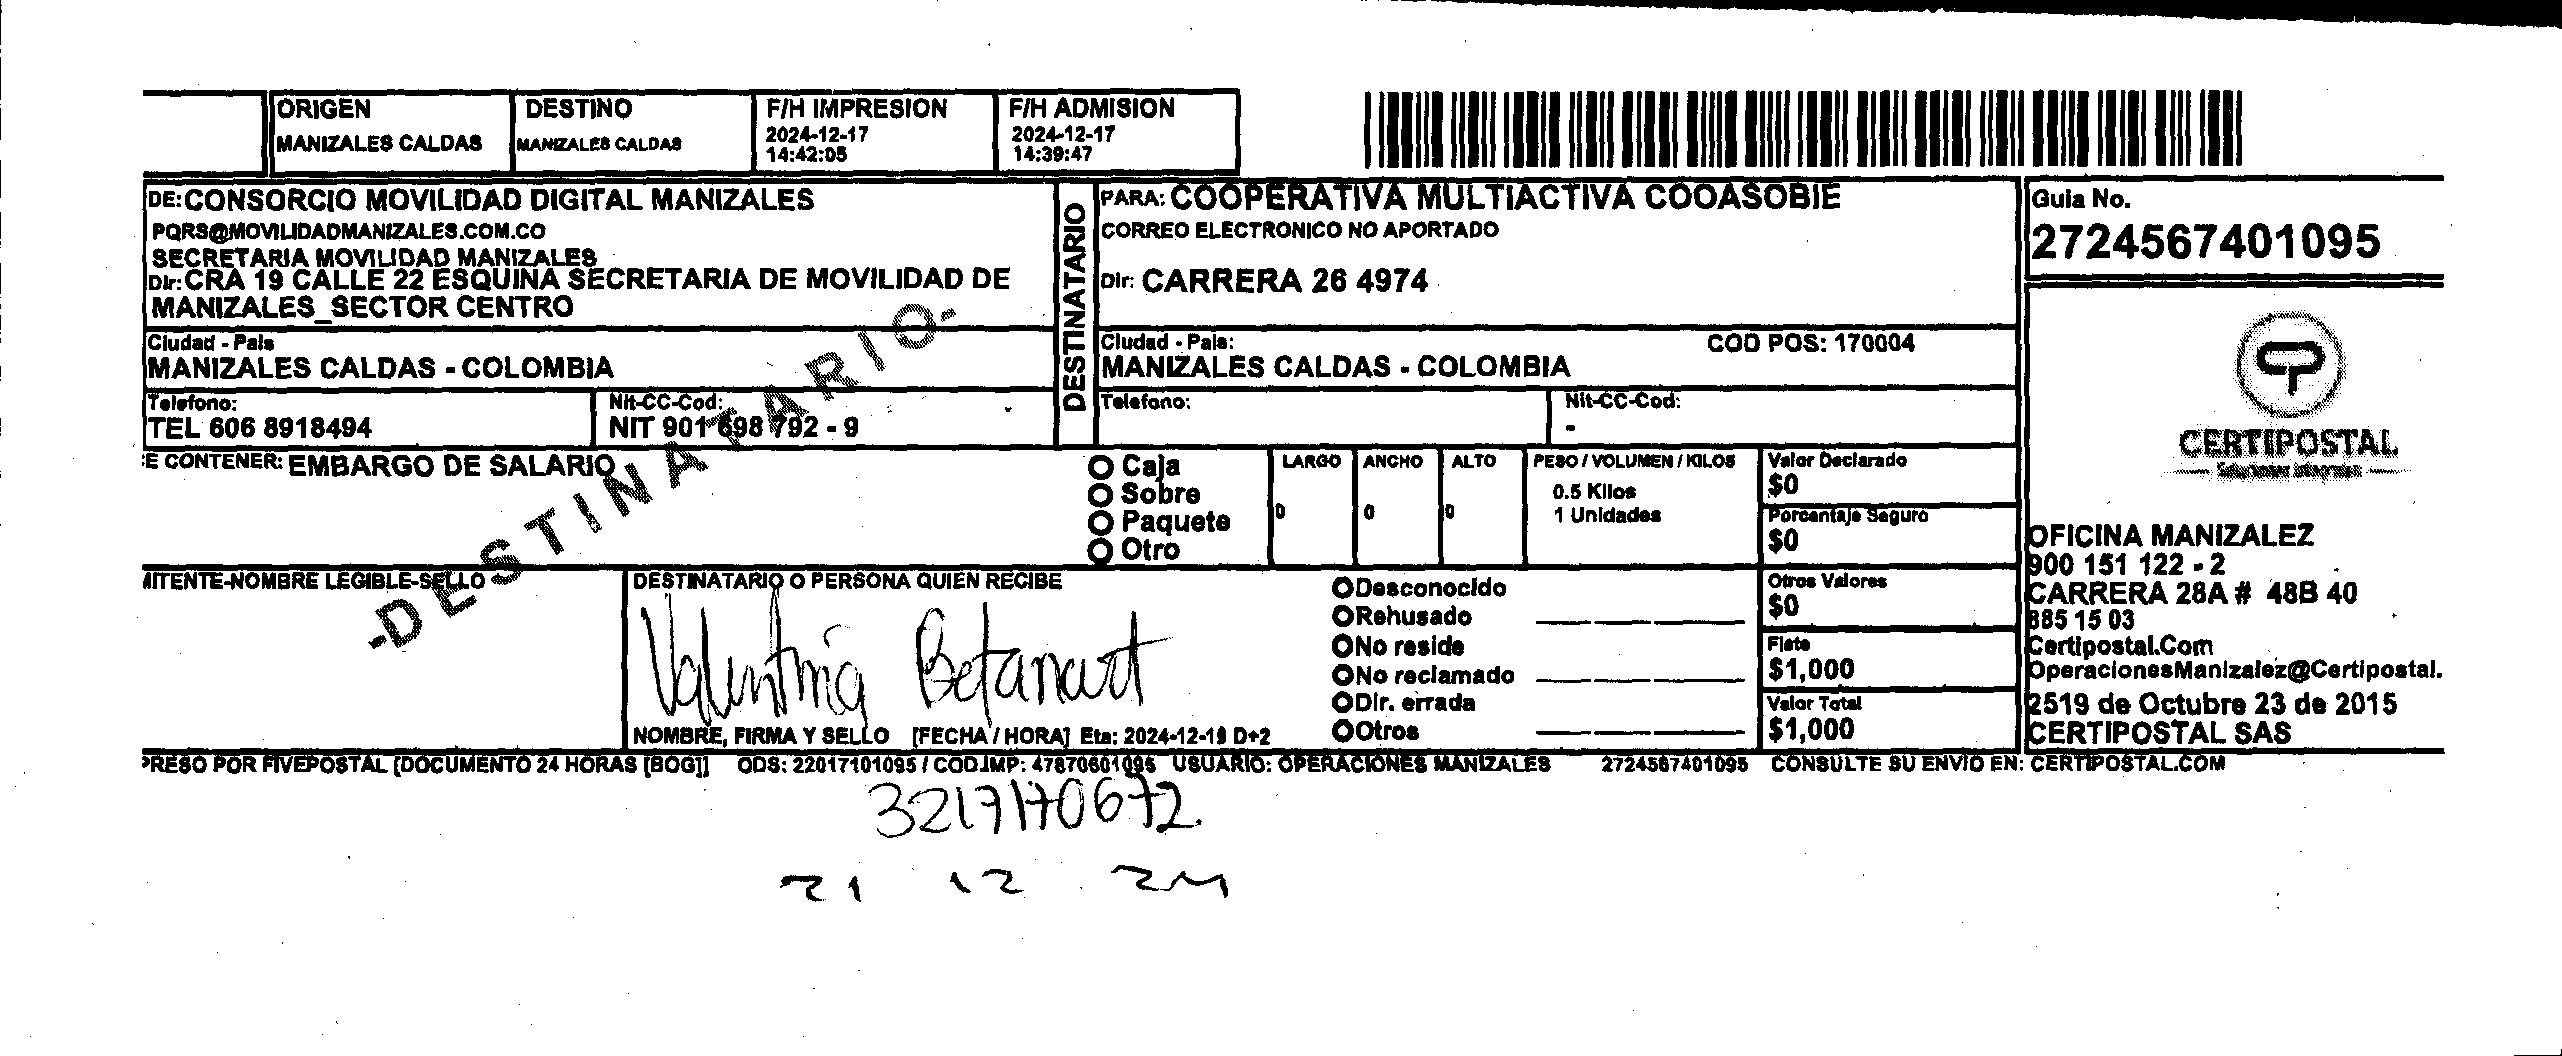 ORIGEN DESTINO F/H IMPRESION F/H ADMISION
MANIZALES CALDAS MANIZALES CALDAS 2024-12-17 2024-12-17
14:42:05 14:39:47
DE: CONSORCIO MOVILIDAD DIGITAL MANIZALES
PQRS@MOVILIDADMANIZALES.COM.CO
SECRETARIA MOVILIDAD MANIZALES
Dir: CRA 19 CALLE 22 ESQUINA SECRETARIA DE MOVILIDAD DE
MANIZALES_SECTOR CENTRO
Ciudad - Pais
MANIZALES CALDAS - COLOMBIA
Telefono: Nit-CC-Cod:
TEL 606 8918494 NIT 901 698 792 - 9
DESTINATARIO
PARA: COOPERATIVA MULTIACTIVA COOASOBIE
CORREO ELECTRONICO NO APORTADO
Dir: CARRERA 26 4974
Ciudad - Pais: COD POS: 170004
MANIZALES CALDAS - COLOMBIA
Telefono: Nit-CC-Cod:
-
Guia No.
2724567401095
CERTIPOSTAL
E CONTENER: EMBARGO DE SALARIO
-DESTINATARIO-
Caja
Sobre
Paquete
Otro
LARGO ANCHO ALTO PESO / VOLUMEN / KILOS
0 0 0 0.5 Kilos
1 Unidades
Valor Declarado
$0
Porcentaje Seguro
$0
Otros Valores
$0
Flete
$1,000
Valor Total
$1,000
MITENTE-NOMBRE LEGIBLE-SELLO
DESTINATARIO O PERSONA QUIEN RECIBE
Valentina Betancurt
NOMBRE, FIRMA Y SELLO [FECHA / HORA] Eta: 2024-12-19 D+2
Desconocido
Rehusado
No reside
No reclamado
Dir. errada
Otros
OFICINA MANIZALEZ
900 151 122 - 2
CARRERA 28A # 48B 40
885 15 03
Certipostal.Com
OperacionesManizalez@Certipostal.
2519 de Octubre 23 de 2015
CERTIPOSTAL SAS
PRESO POR FIVEPOSTAL [DOCUMENTO 24 HORAS [BOG]] ODS: 22017101095 / COD.IMP: 47870601095 USUARIO: OPERACIONES MANIZALES 2724567401095 CONSULTE SU ENVIO EN: CERTIPOSTAL.COM
3217170672
21 12 24